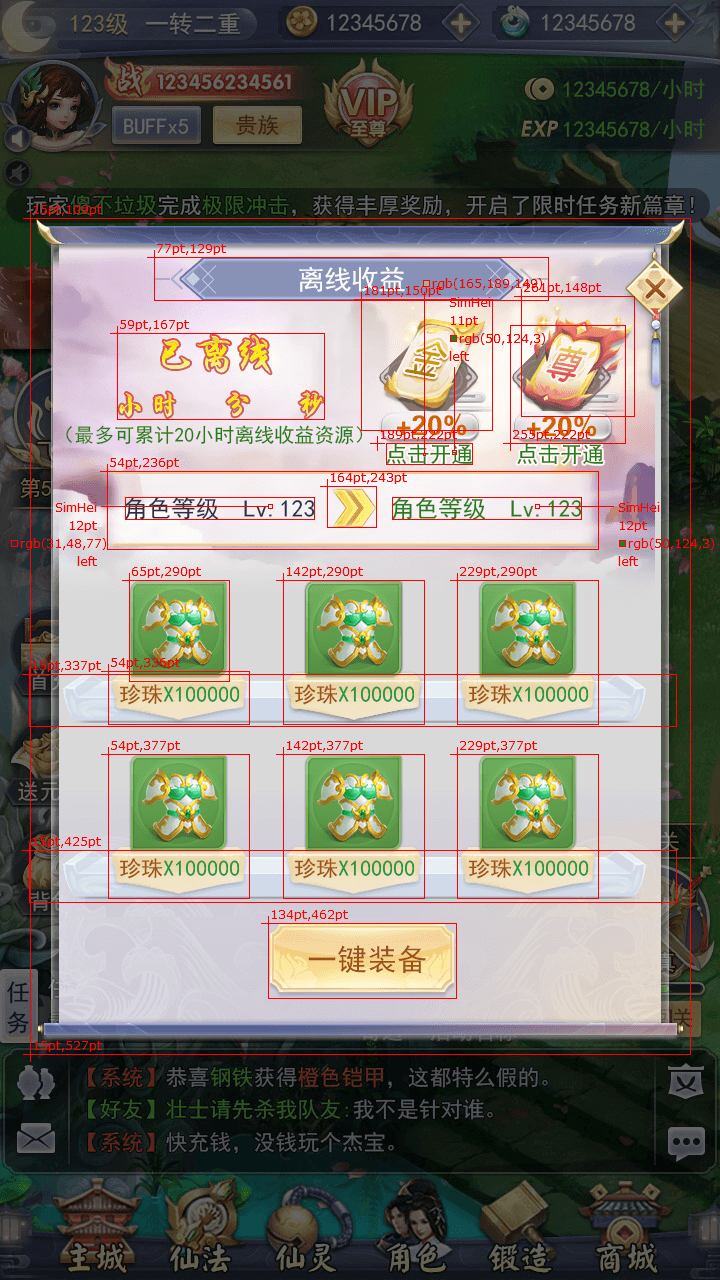 123级 一转二重 12345678 12345678
战 123456234561
VIP
至尊
12345678/小时
BUFFx5 贵族
EXP 12345678/小时
玩家傻不垃圾完成极限冲击，获得丰厚奖励，开启了限时任务新篇章！
77pt,129pt
离线收益
rgb(165,189,149)
181pt,150pt
261pt,148pt
SimHei
11pt
rgb(50,124,3)
left
59pt,167pt
已离线
小时 分 秒
金
尊
+20%
+20%
（最多可累计20小时离线收益资源）
189pt,222pt
253pt,222pt
点击开通
点击开通
54pt,236pt
164pt,243pt
SimHei
12pt
rgb(31,48,77)
left
角色等级 Lv: 123
角色等级 Lv: 123
SimHei
12pt
rgb(50,124,3)
left
第5
65pt,290pt 142pt,290pt 229pt,290pt
337pt 54pt,336pt
珍珠X100000 珍珠X100000 珍珠X100000
54pt,377pt 142pt,377pt 229pt,377pt
送元
425pt
珍珠X100000 珍珠X100000 珍珠X100000
134pt,462pt
一键装备
任务
15pt,527pt
【系统】恭喜钢铁获得橙色铠甲，这都特么假的。
【好友】壮士请先杀我队友:我不是针对谁。
【系统】快充钱，没钱玩个杰宝。
主城 仙法 仙灵 角色 锻造 商城